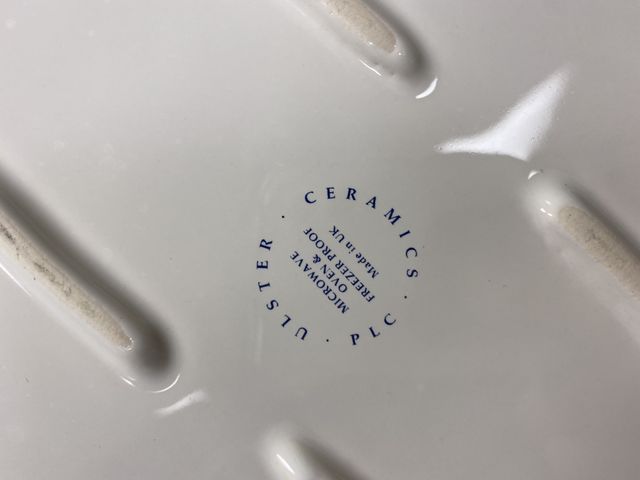 ULSTER · CERAMICS · PLC ·
MICROWAVE
OVEN &
FREEZER PROOF
Made in UK